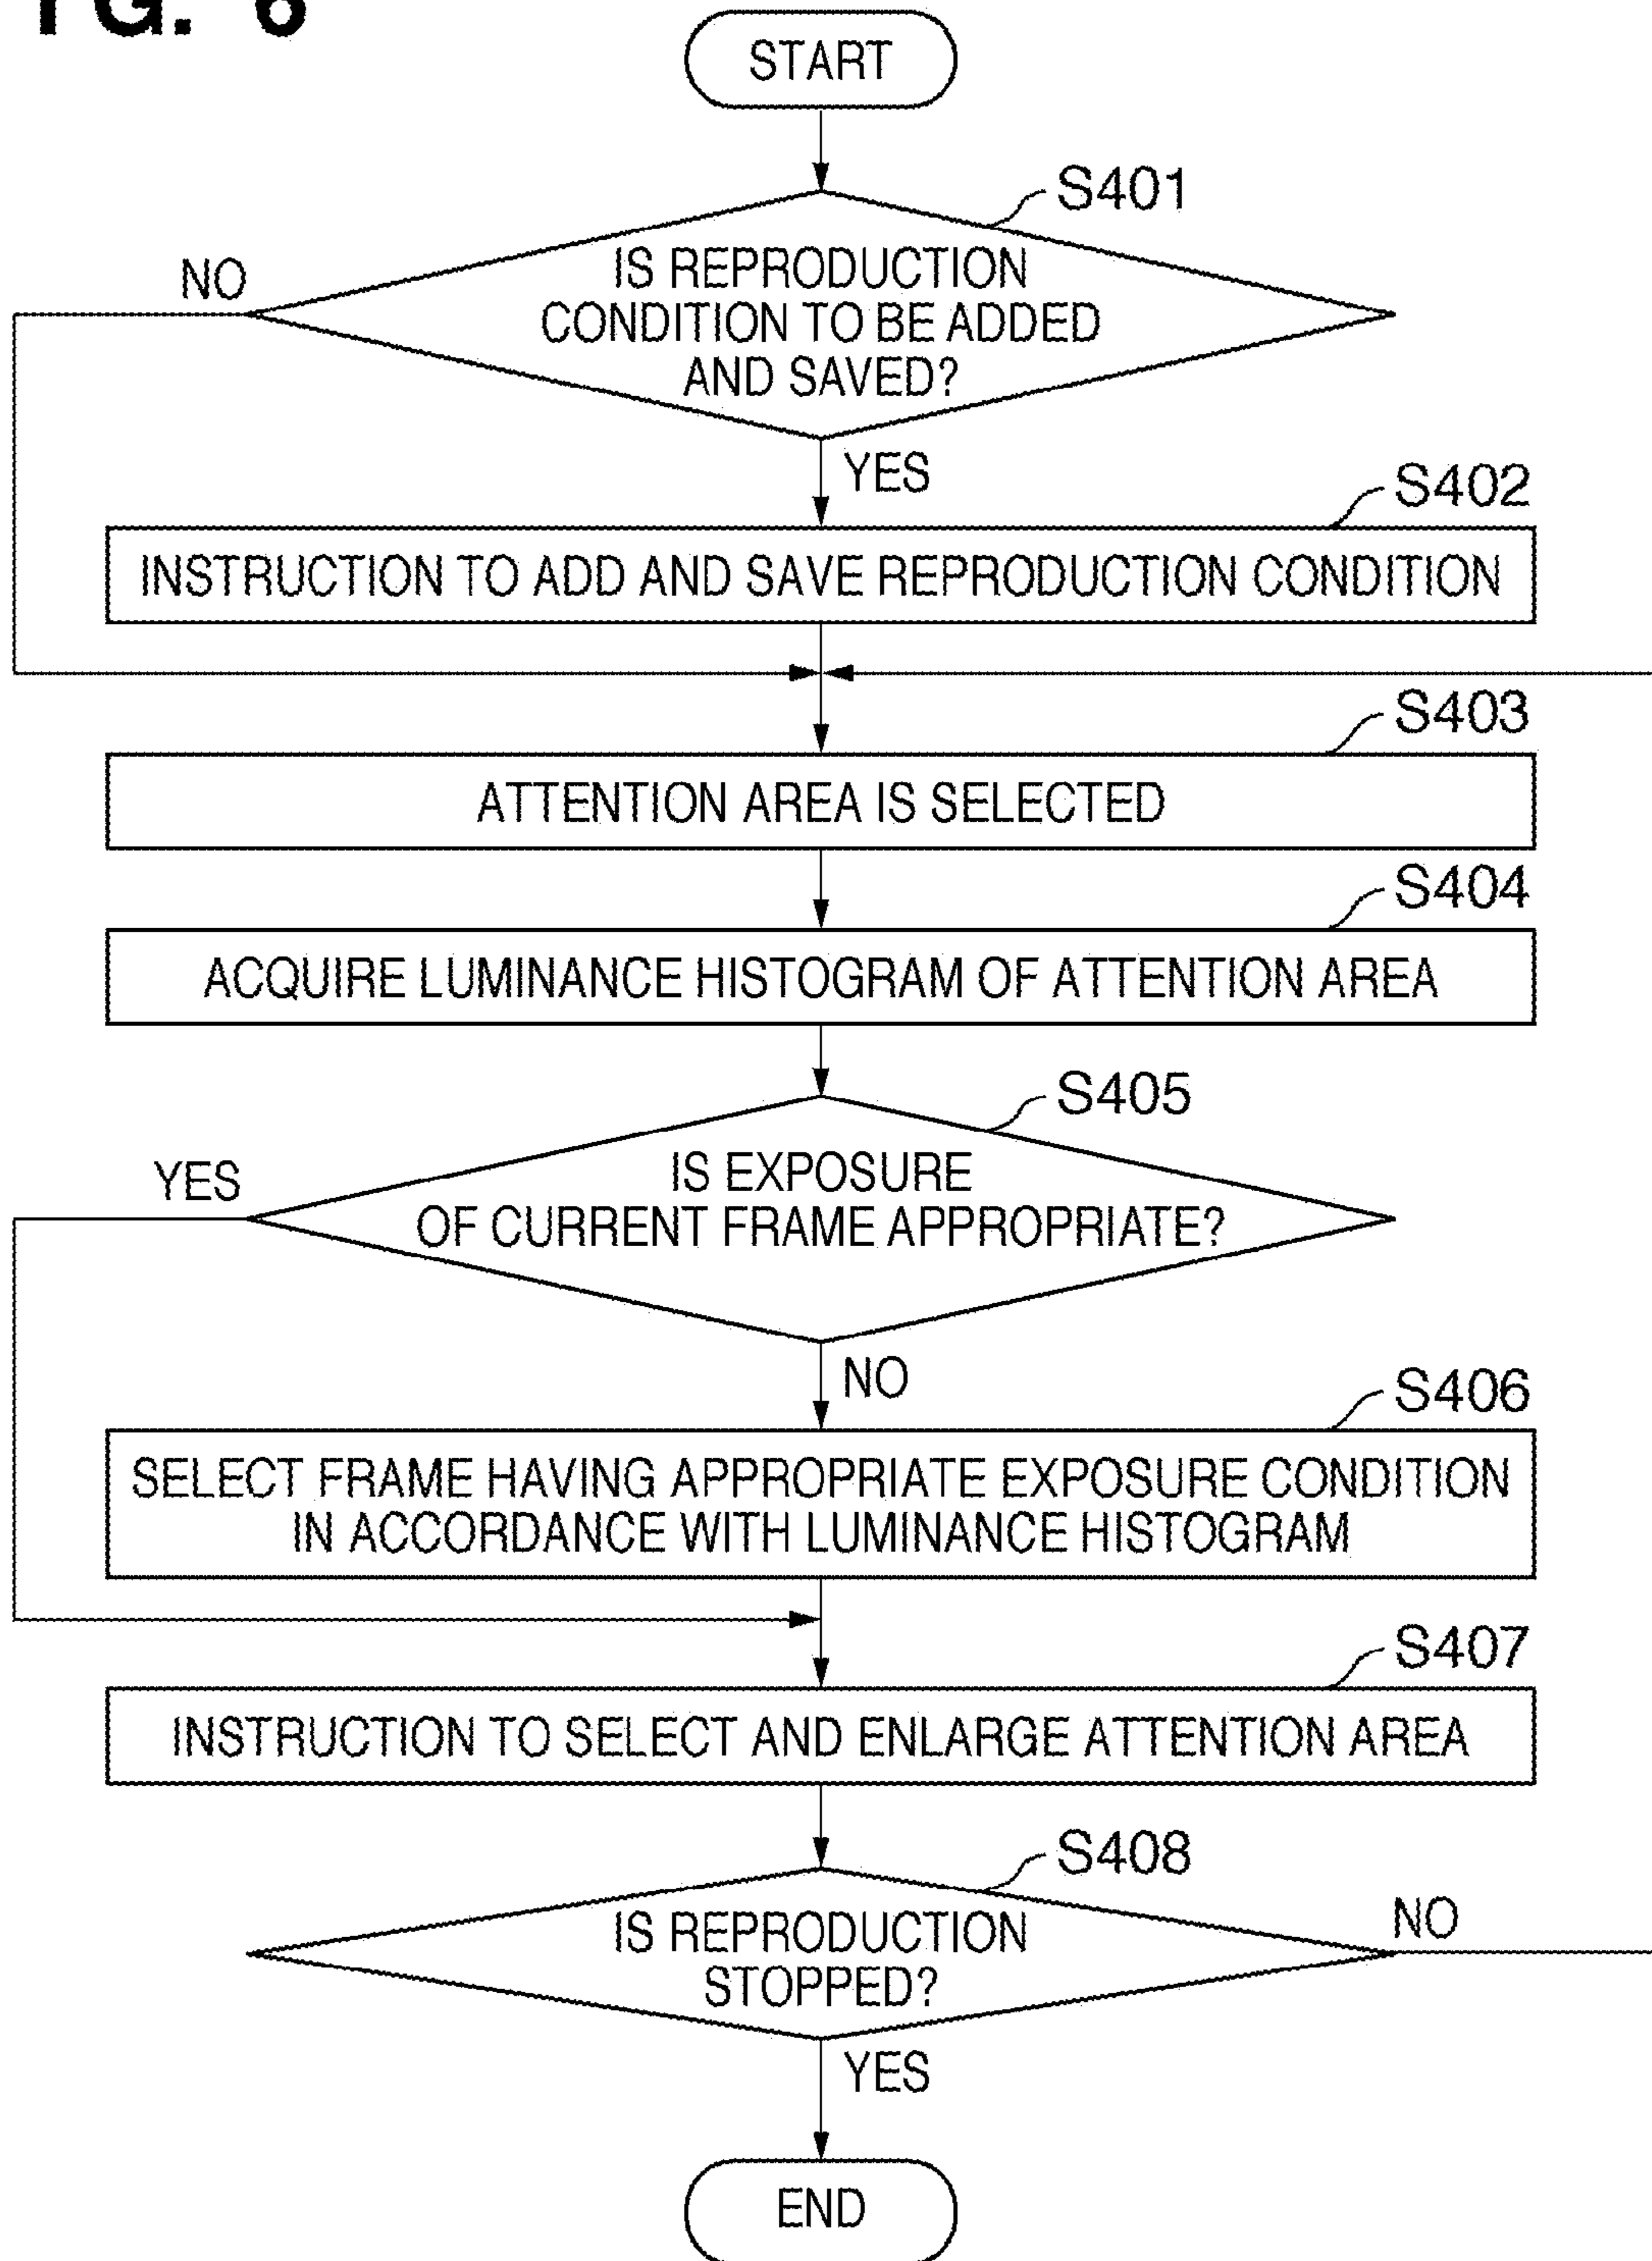 FIG. 6
START
S401
IS REPRODUCTION
CONDITION TO BE ADDED
AND SAVED?
NO
YES
S402
INSTRUCTION TO ADD AND SAVE REPRODUCTION CONDITION
S403
ATTENTION AREA IS SELECTED
S404
ACQUIRE LUMINANCE HISTOGRAM OF ATTENTION AREA
S405
IS EXPOSURE
OF CURRENT FRAME APPROPRIATE?
YES
NO
S406
SELECT FRAME HAVING APPROPRIATE EXPOSURE CONDITION
IN ACCORDANCE WITH LUMINANCE HISTOGRAM
S407
INSTRUCTION TO SELECT AND ENLARGE ATTENTION AREA
S408
IS REPRODUCTION
STOPPED?
NO
YES
END